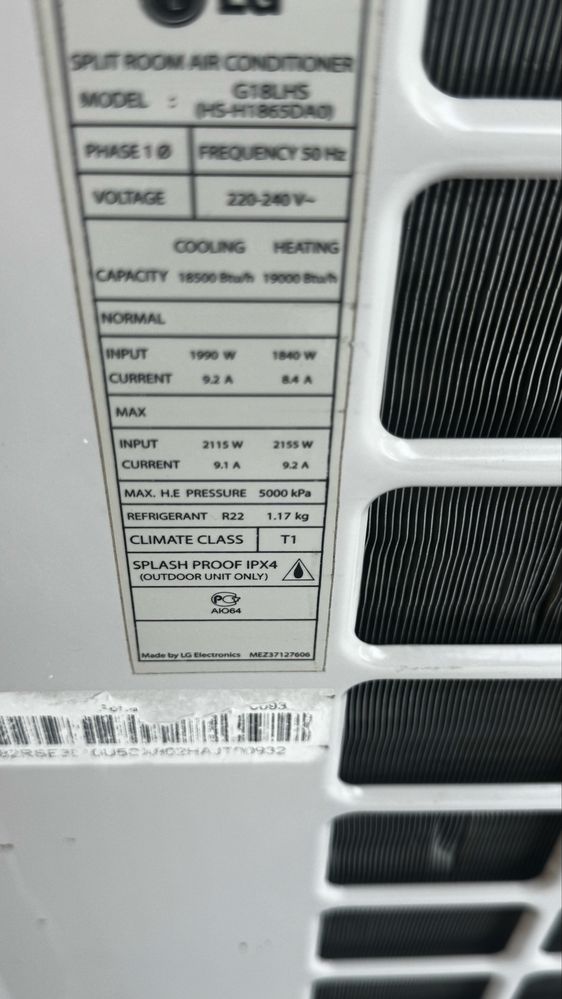 LG
SPLIT ROOM AIR CONDITIONER
MODEL : G18LHS
(HS-H1865DA0)
PHASE 1 Ø FREQUENCY 50 Hz
VOLTAGE 220-240 V~
COOLING HEATING
CAPACITY 18500 Btu/h 19000 Btu/h
NORMAL
INPUT 1990 W 1840 W
CURRENT 9.2 A 8.4 A
MAX
INPUT 2115 W 2155 W
CURRENT 9.1 A 9.2 A
MAX. H.E PRESSURE 5000 kPa
REFRIGERANT R22 1.17 kg
CLIMATE CLASS T1
SPLASH PROOF IPX4
(OUTDOOR UNIT ONLY)
РСТ
АЮ64
Made by LG Electronics MEZ37127606